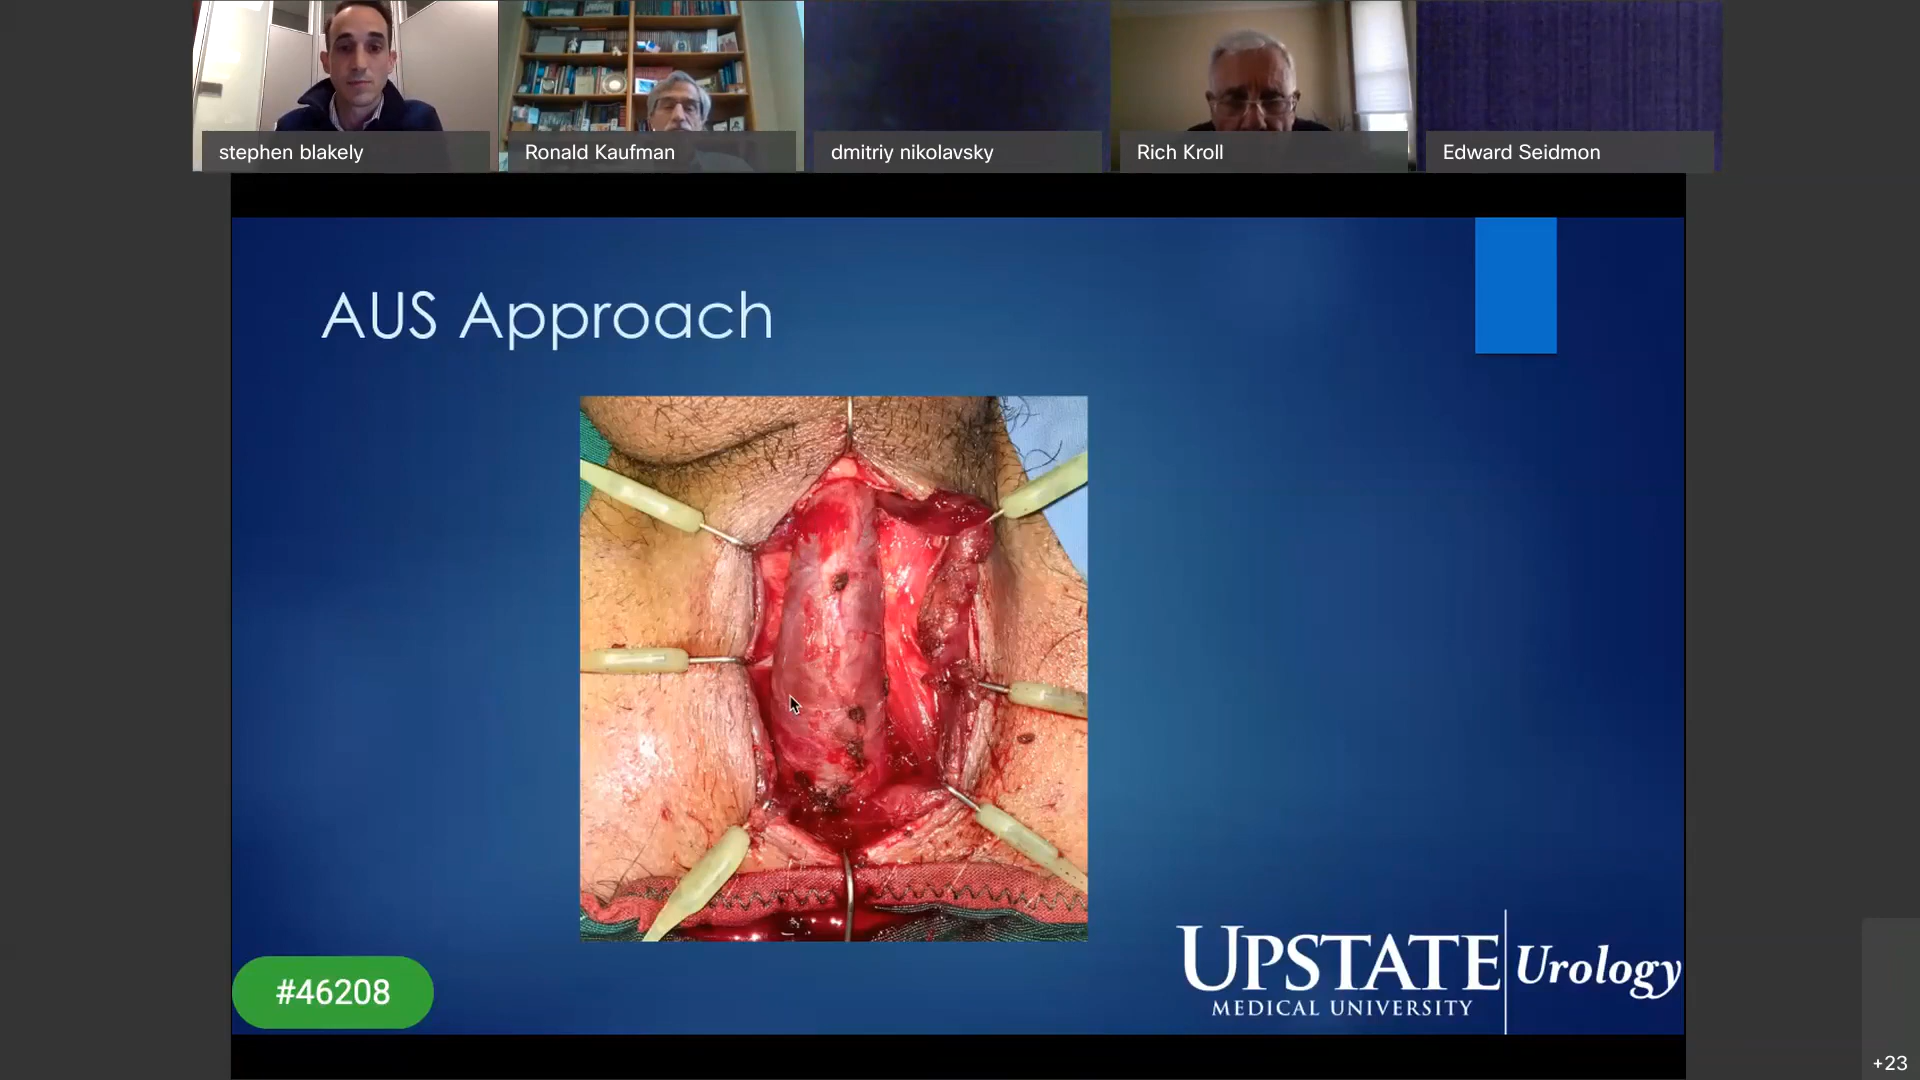 stephen blakely
Ronald Kaufman
dmitriy nikolavsky
Rich Kroll
Edward Seidmon
AUS Approach
#46208
UPSTATE
MEDICAL UNIVERSITY
Urology
+23